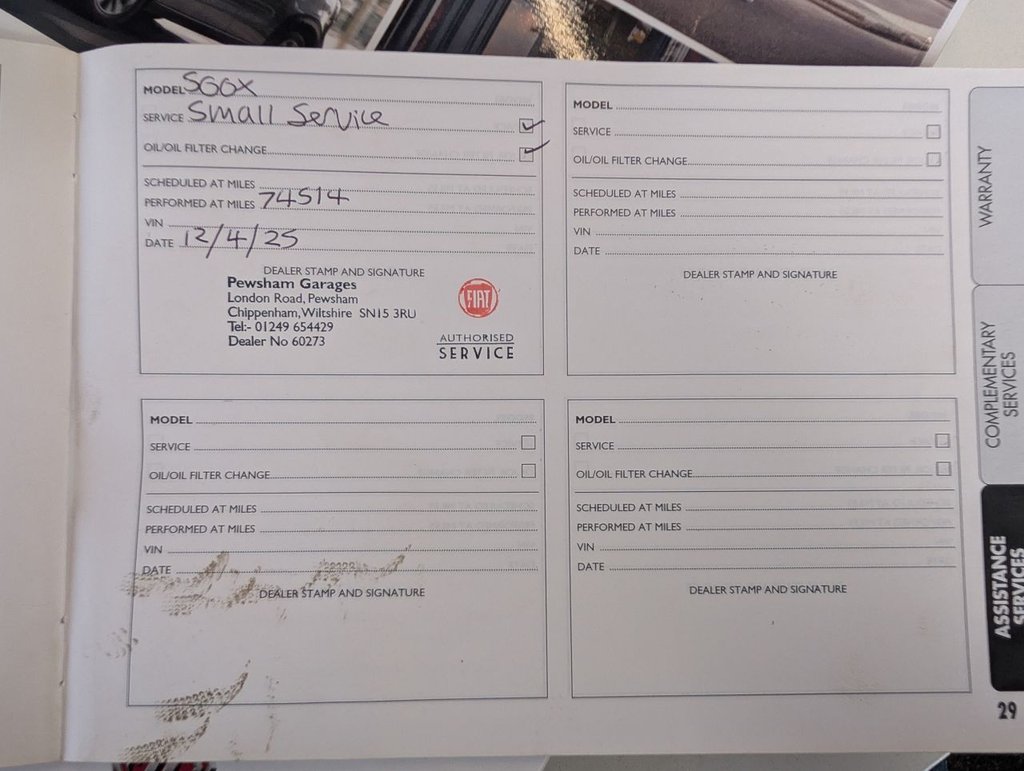 MODEL 500X
SERVICE Small Service
OIL/OIL FILTER CHANGE
SCHEDULED AT MILES
PERFORMED AT MILES 74514
VIN
DATE 12/4/25
DEALER STAMP AND SIGNATURE
Pewsham Garages
London Road, Pewsham
Chippenham, Wiltshire SN15 3RU
Tel:- 01249 654429
Dealer No 60273
FIAT
AUTHORISED
SERVICE
MODEL
SERVICE
OIL/OIL FILTER CHANGE
SCHEDULED AT MILES
PERFORMED AT MILES
VIN
DATE
DEALER STAMP AND SIGNATURE
MODEL
SERVICE
OIL/OIL FILTER CHANGE
SCHEDULED AT MILES
PERFORMED AT MILES
VIN
DATE
DEALER STAMP AND SIGNATURE
MODEL
SERVICE
OIL/OIL FILTER CHANGE
SCHEDULED AT MILES
PERFORMED AT MILES
VIN
DATE
DEALER STAMP AND SIGNATURE
WARRANTY
COMPLEMENTARY
SERVICES
ASSISTANCE
SERVICES
29